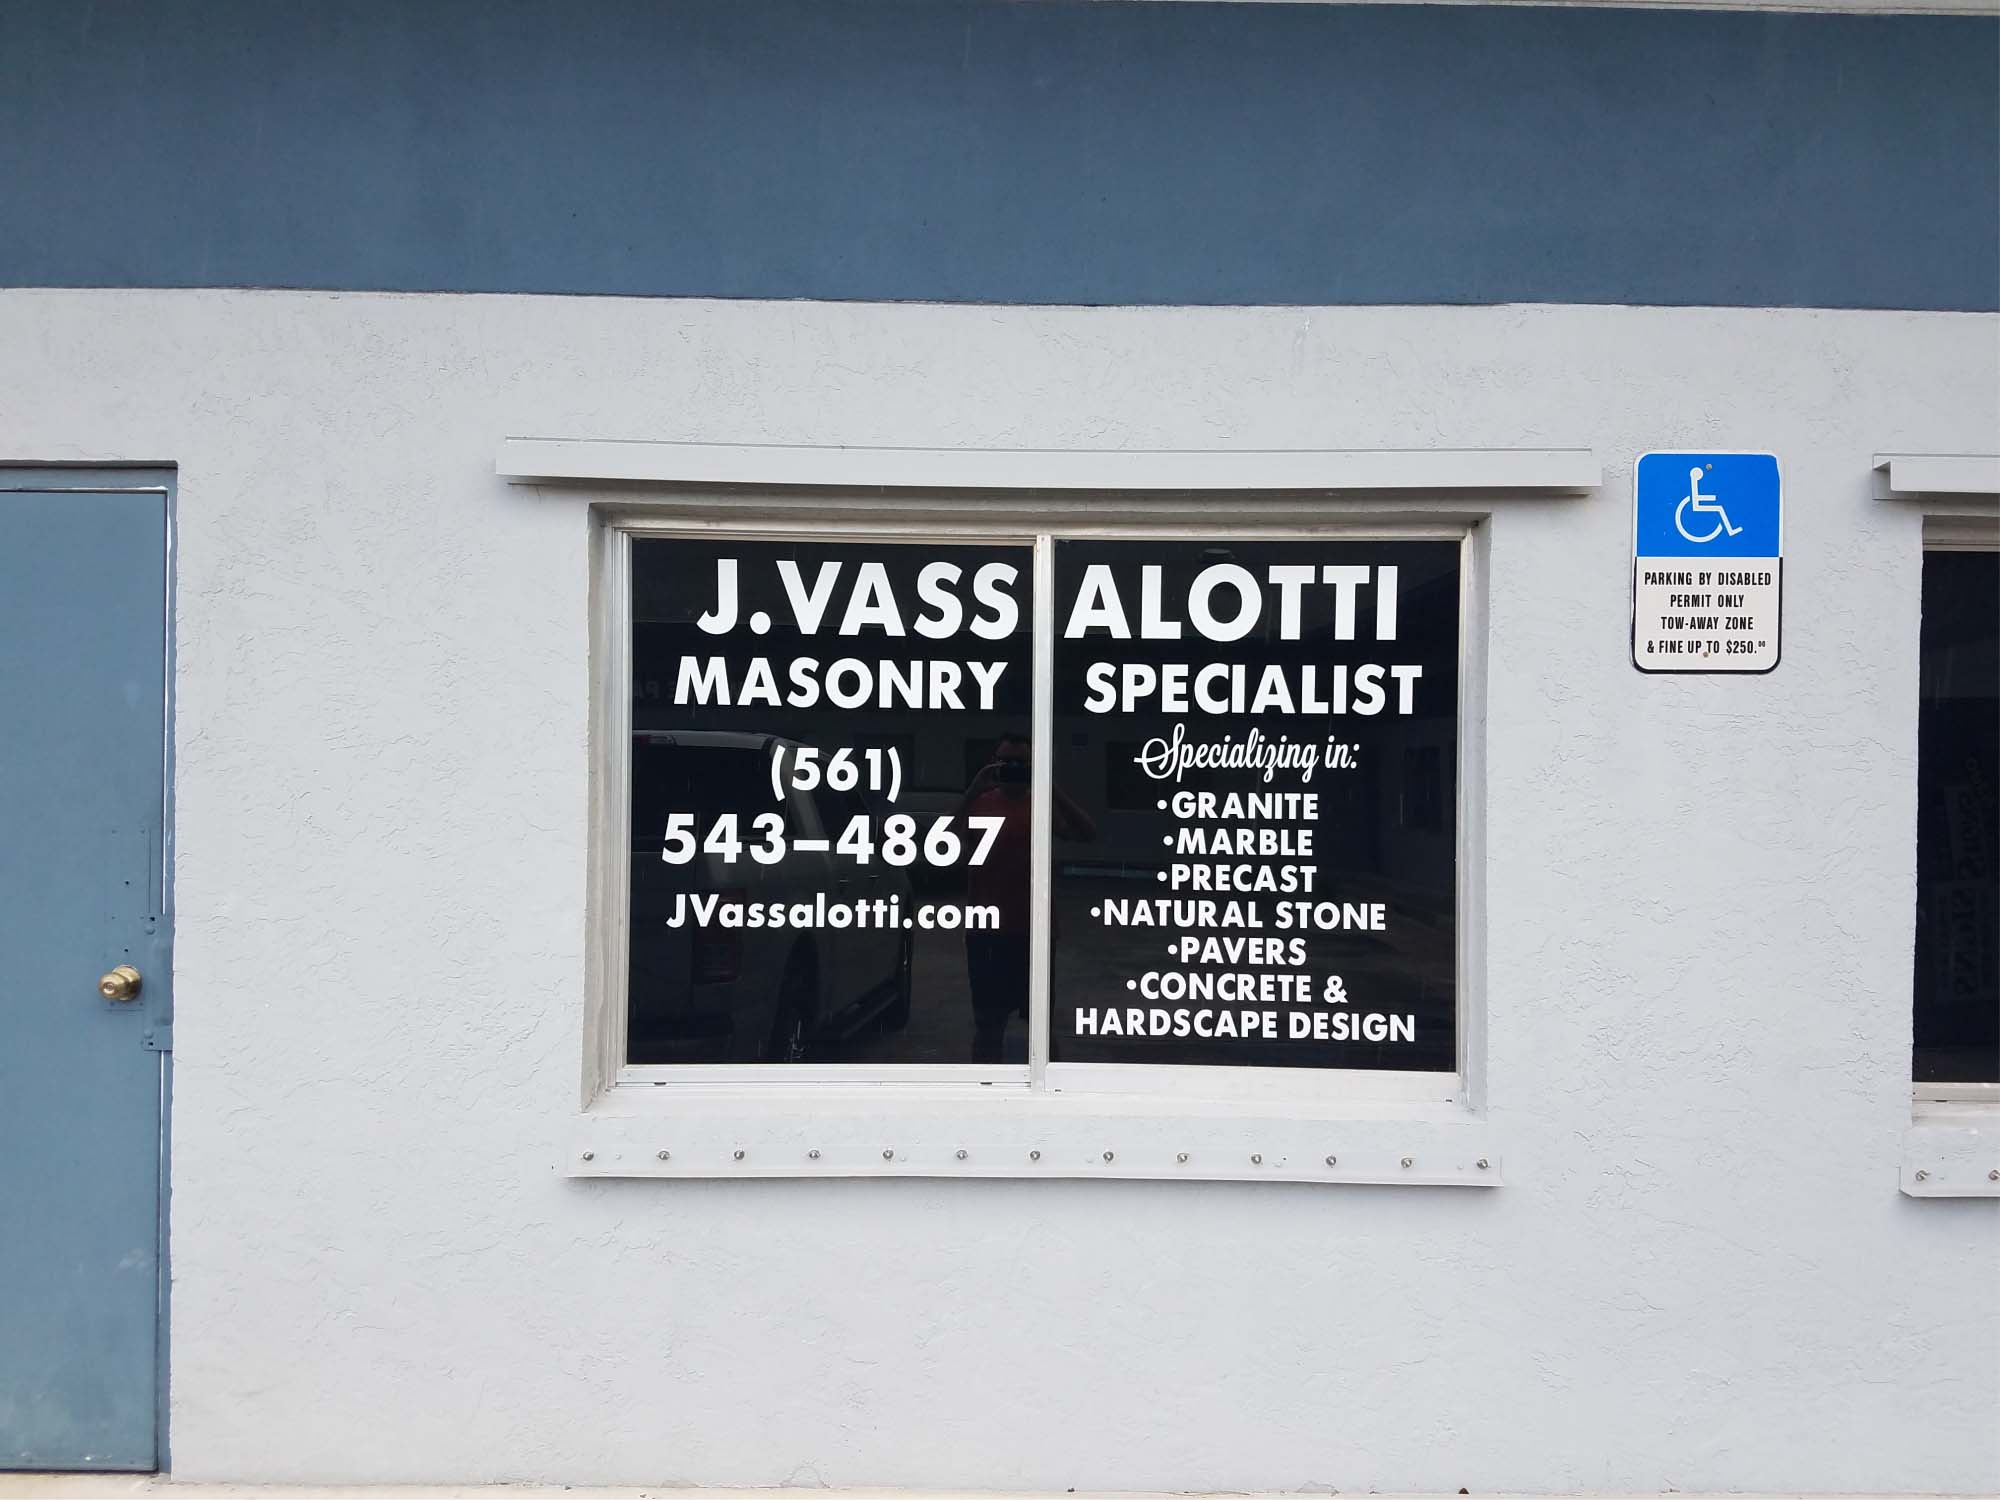 J.VASSALOTTI
MASONRY SPECIALIST
(561)
543-4867
JVassalotti.com
Specializing in:
•GRANITE
•MARBLE
•PRECAST
•NATURAL STONE
•PAVERS
•CONCRETE &
HARDSCAPE DESIGN
PARKING BY DISABLED
PERMIT ONLY
TOW-AWAY ZONE
& FINE UP TO $250.00